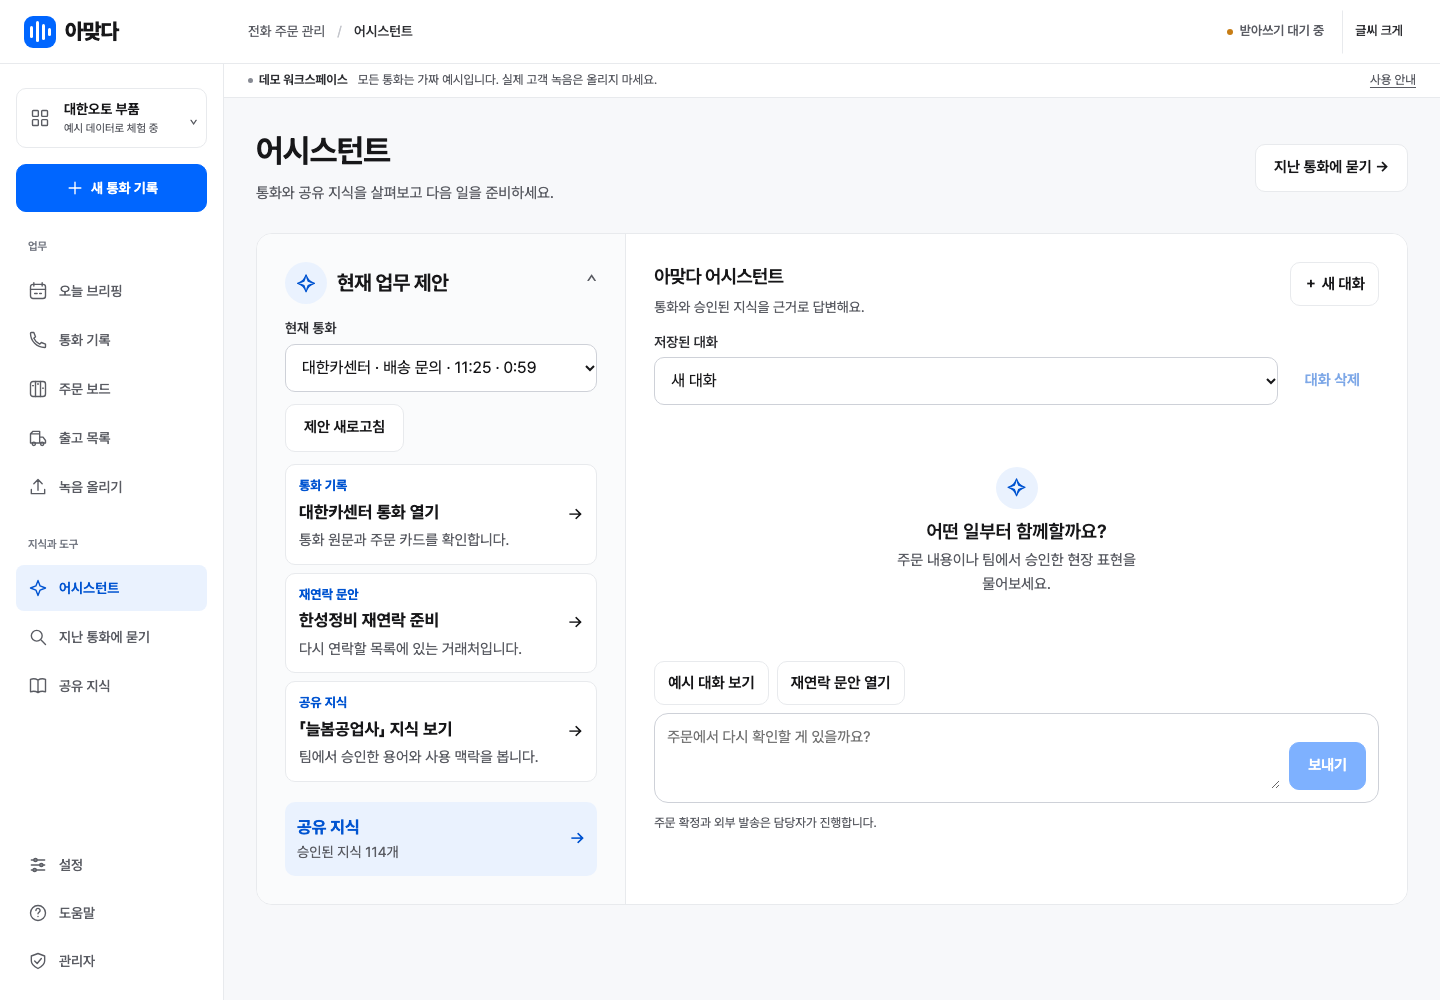 아맞다
전화 주문 관리 / 어시스턴트
받아쓰기 대기 중
글씨 크게
데모 워크스페이스 모든 통화는 가짜 예시입니다. 실제 고객 녹음은 올리지 마세요.
사용 안내
대한오토 부품
예시 데이터로 체험 중
+ 새 통화 기록
업무
오늘 브리핑
통화 기록
주문 보드
출고 목록
녹음 올리기
지식과 도구
어시스턴트
지난 통화에 묻기
공유 지식
설정
도움말
관리자
어시스턴트
통화와 공유 지식을 살펴보고 다음 일을 준비하세요.
지난 통화에 묻기 →
현재 업무 제안
현재 통화
대한카센터 · 배송 문의 · 11:25 · 0:59
제안 새로고침
통화 기록
대한카센터 통화 열기 →
통화 원문과 주문 카드를 확인합니다.
재연락 문안
한성정비 재연락 준비 →
다시 연락할 목록에 있는 거래처입니다.
공유 지식
「늘봄공업사」 지식 보기 →
팀에서 승인한 용어와 사용 맥락을 봅니다.
공유 지식 →
승인된 지식 114개
아맞다 어시스턴트
통화와 승인된 지식을 근거로 답변해요.
+ 새 대화
저장된 대화
새 대화
대화 삭제
어떤 일부터 함께할까요?
주문 내용이나 팀에서 승인한 현장 표현을
물어보세요.
예시 대화 보기
재연락 문안 열기
주문에서 다시 확인할 게 있을까요?
보내기
주문 확정과 외부 발송은 담당자가 진행합니다.